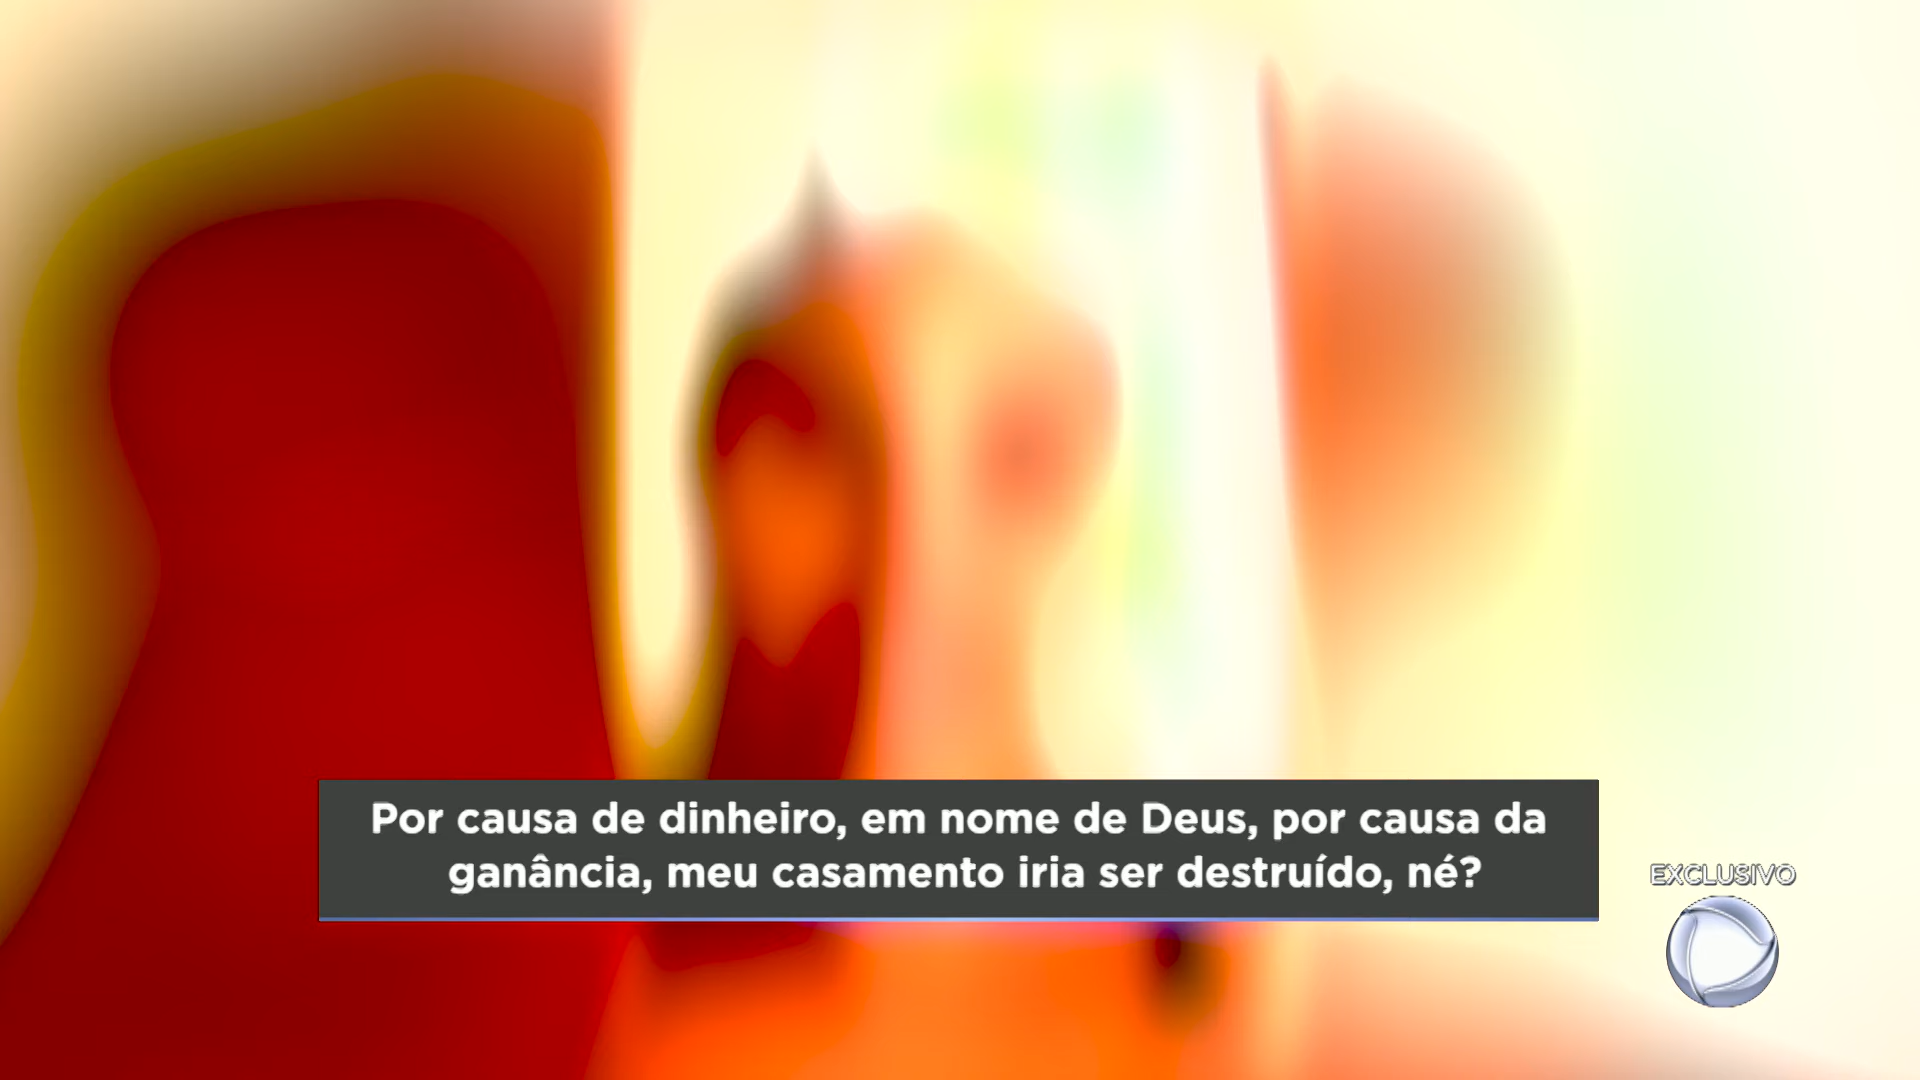 Por causa de dinheiro, em nome de Deus, por causa da
ganância, meu casamento iria ser destruído, né?
EXCLUSIVO